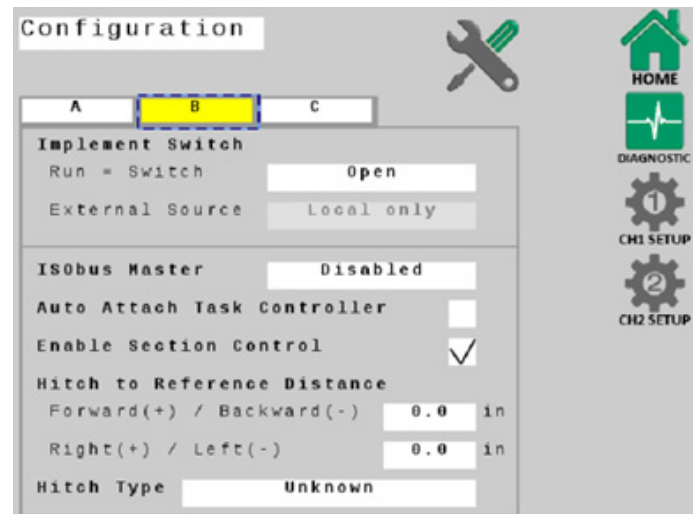 Configuration
HOME
A B C
DIAGNOSTIC
Implement Switch
Run = Switch Open
External Source Local only
1
CH1 SETUP
ISObus Master Disabled
Auto Attach Task Controller
2
CH2 SETUP
Enable Section Control
Hitch to Reference Distance
Forward(+) / Backward(-) 0.0 in
Right(+) / Left(-) 0.0 in
Hitch Type Unknown